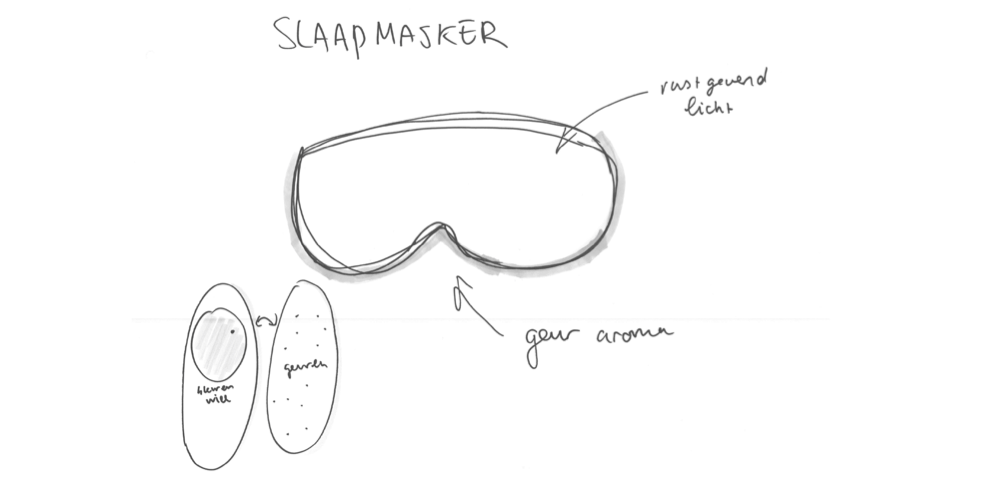 SLAAPMASKER
rustgevend
licht
geur aroma
geuren
kleuren
wiel